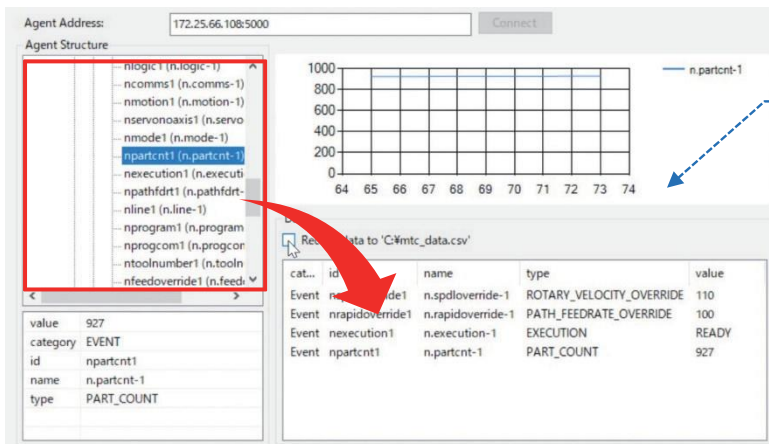 Agent Address:
172.25.66.108:5000
Connect
Agent Structure
nlogic1 (n.logic-1)
ncomms1 (n.comms-1)
nmotion1 (n.motion-1)
nservonoaxis1 (n.servo
nmode1 (n.mode-1)
npartcnt1 (n.partcnt-1)
nexecution1 (n.executi
npathfdrt1 (n.pathfdrt-
nline1 (n.line-1)
nprogram1 (n.program
nprogcom1 (n.progcor
ntoolnumber1 (n.tooln
nfeedoverride1 (n.feed
value 927
category EVENT
id npartcnt1
name n.partcnt-1
type PART_COUNT
1000
800
600
400
200
0
64 65 66 67 68 69 70 71 72 73 74
n.partcnt-1
data to 'C:¥mtc_data.csv'
cat... id name type value
Event n.spdloverride-1 ROTARY_VELOCITY_OVERRIDE 110
Event nrapidoverride1 n.rapidoverride-1 PATH_FEEDRATE_OVERRIDE 100
Event nexecution1 n.execution-1 EXECUTION READY
Event npartcnt1 n.partcnt-1 PART_COUNT 927